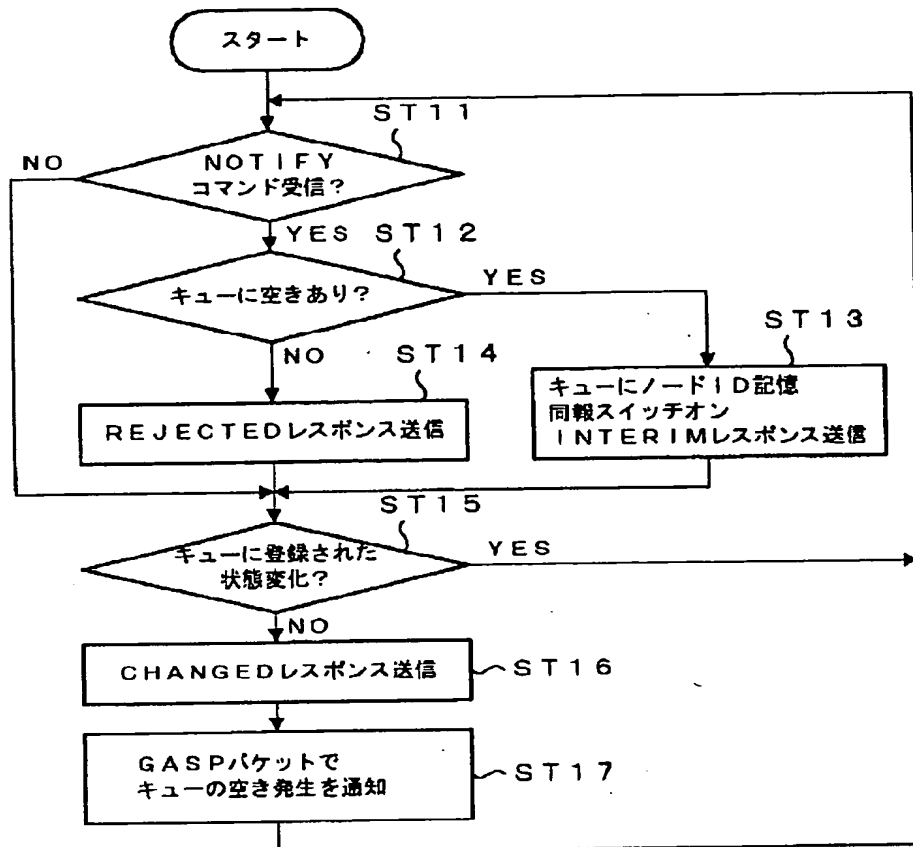 スタート
ST11
NO
NOTIFY
コマンド受信?
YES
ST12
キューに空きあり?
YES
ST13
NO
ST14
キューにノードID記憶
同報スイッチオン
INTERIMレスポンス送信
REJECTEDレスポンス送信
ST15
キューに登録された
状態変化?
YES
NO
CHANGEDレスポンス送信
ST16
GASPパケットで
キューの空き発生を通知
ST17